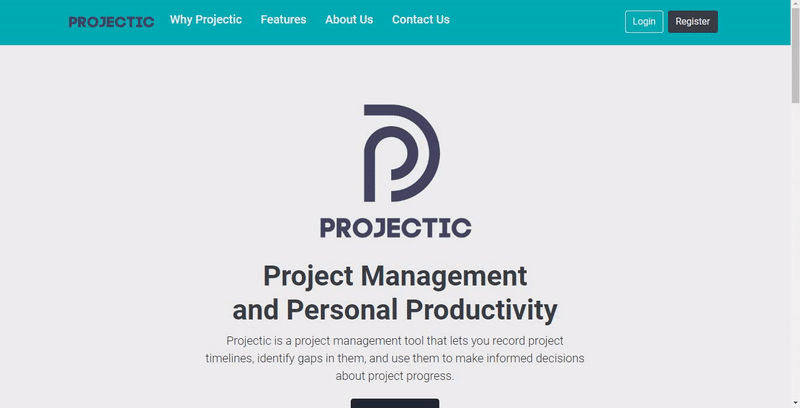 PROJECTIC Why Projectic Features About Us Contact Us Login Register
PROJECTIC
Project Management
and Personal Productivity
Projectic is a project management tool that lets you record project
timelines, identify gaps in them, and use them to make informed decisions
about project progress.